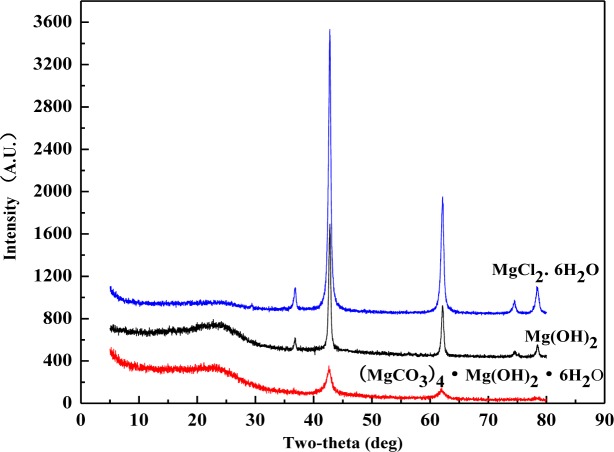 3600
3200
2800
2400
2000
1600
1200
800
400
0
Intensity (A.U.)
MgCl2. 6H2O
Mg(OH)2
(MgCO3)4 • Mg(OH)2 • 6H2O
0 10 20 30 40 50 60 70 80 90
Two-theta (deg)